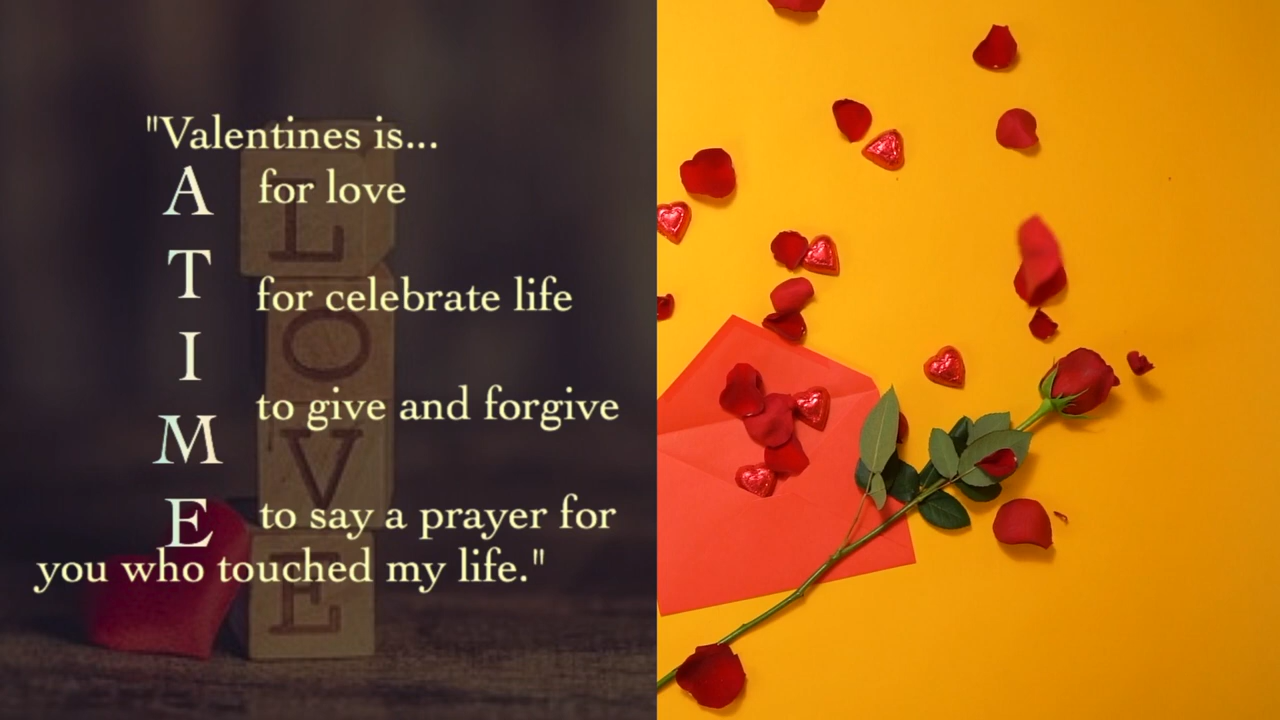 "Valentines is...
A for love
T
for celebrate life
I
to give and forgive
M
E to say a prayer for
you who touched my life."
L
O
V
E